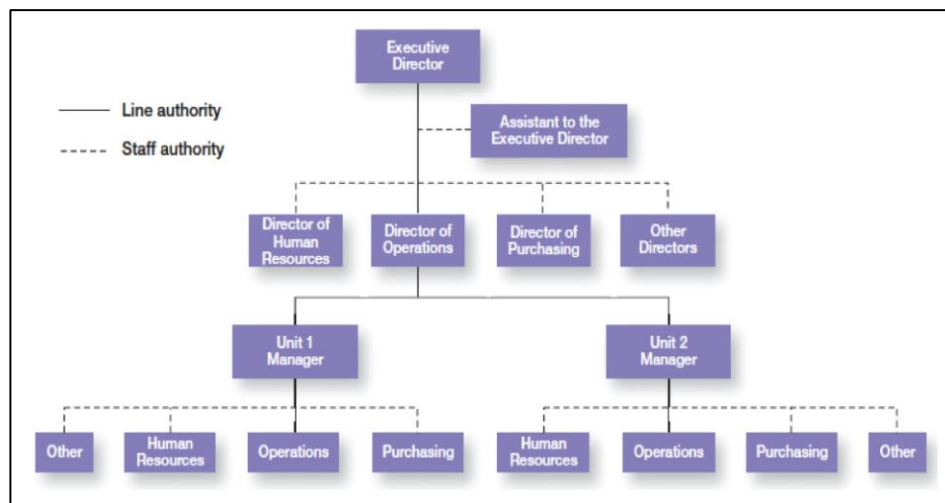 Executive
Director
Line authority
Assistant to the
Executive Director
Staff authority
Director of
Human
Resources
Director of
Operations
Director of
Purchasing
Other
Directors
Unit 1
Manager
Unit 2
Manager
Other
Human
Resources
Operations
Purchasing
Human
Resources
Operations
Purchasing
Other